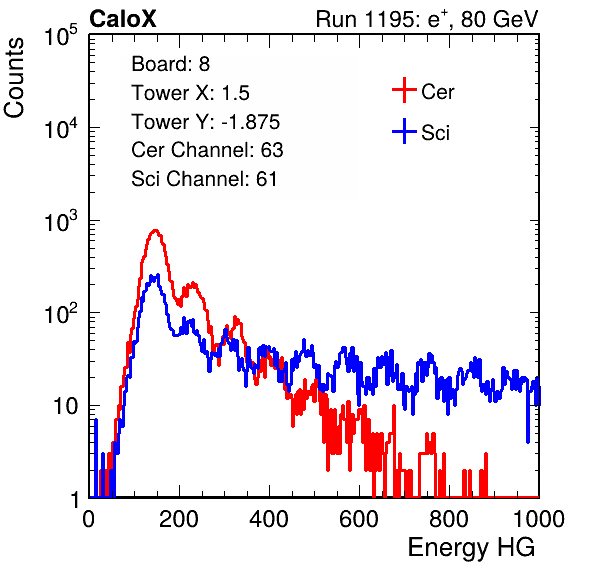 CaloX Run 1195: e⁺, 80 GeV
Counts
10⁵
10⁴
10³
10²
10
1
Board: 8
Tower X: 1.5
Tower Y: -1.875
Cer Channel: 63
Sci Channel: 61
Cer
Sci
0 200 400 600 800 1000
Energy HG